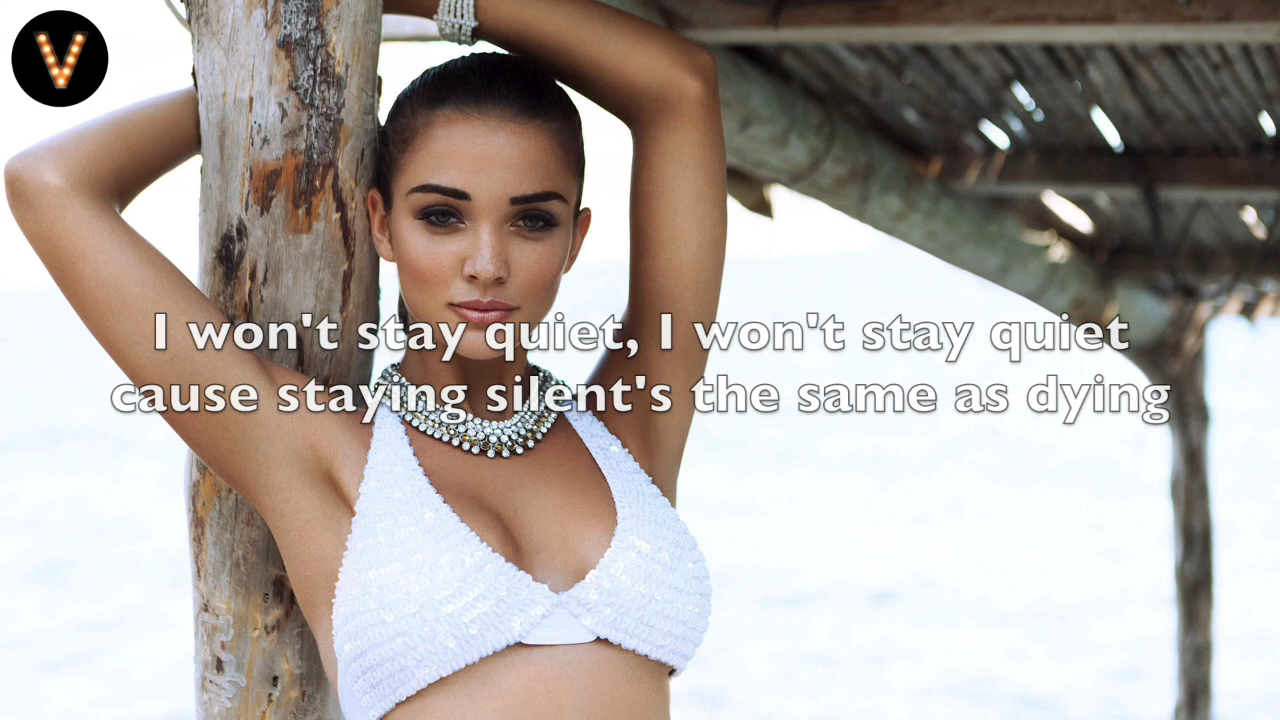 V
I won't stay quiet, I won't stay quiet
cause staying silent's the same as dying